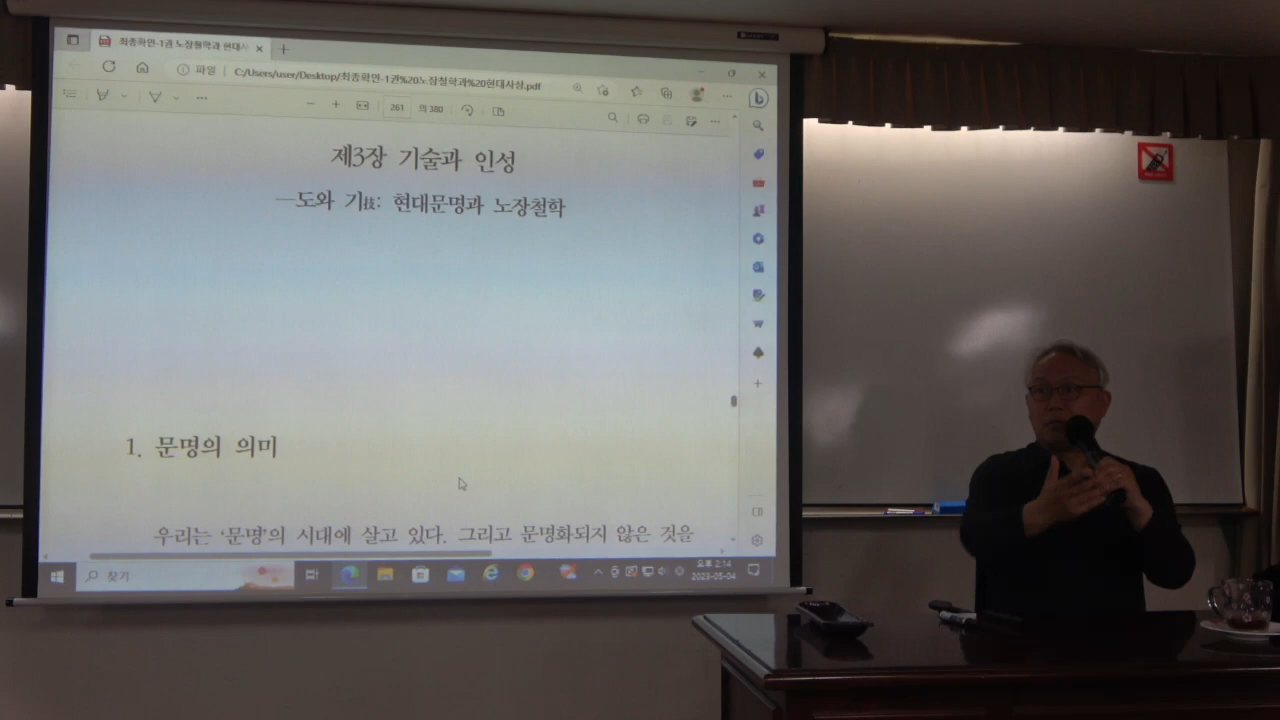 최종확인-1권 노장철학과 현대사
파일 C:/Users/user/Desktop/최종확인-1권%20노장철학과%20현대사상.pdf
261 의 380
제3장 기술과 인성
—도와 기技: 현대문명과 노장철학
1. 문명의 의미
우리는 ‘문명’의 시대에 살고 있다. 그리고 문명화되지 않은 것을
찾기
오후 2:14
2023-05-04